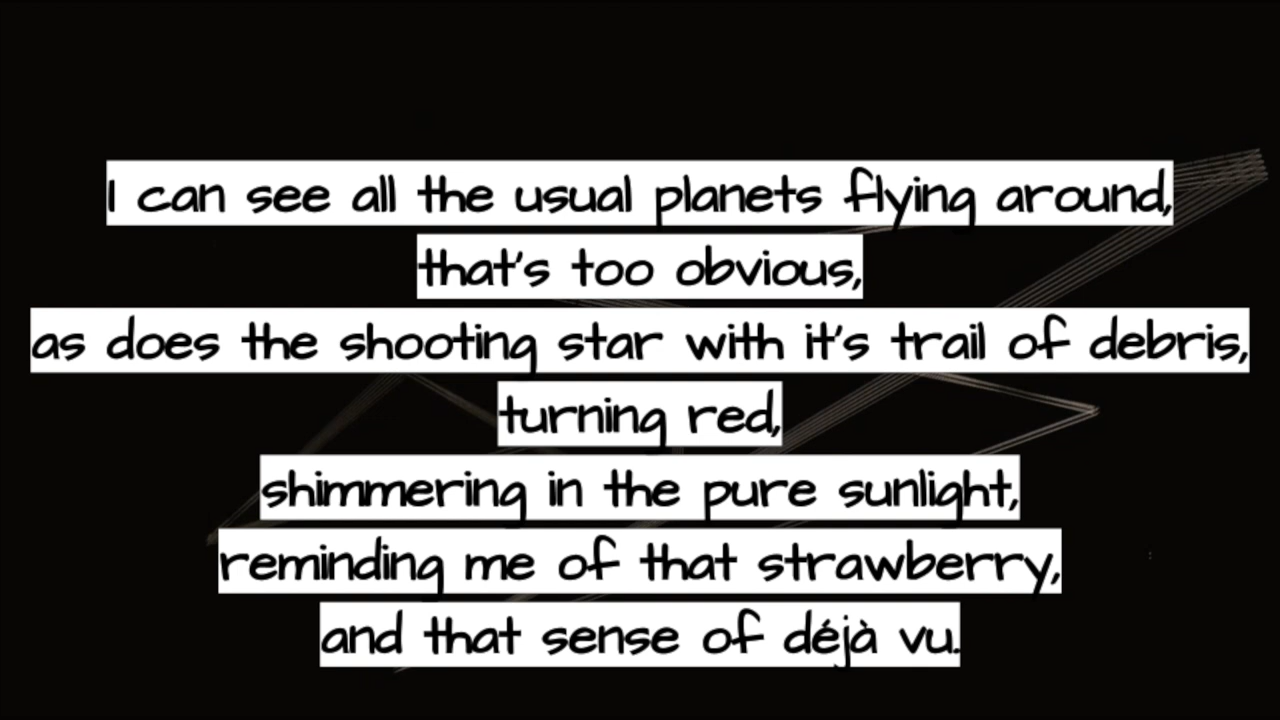 I can see all the usual planets flying around,
that's too obvious,
as does the shooting star with it's trail of debris,
turning red,
shimmering in the pure sunlight,
reminding me of that strawberry,
and that sense of déjà vu.